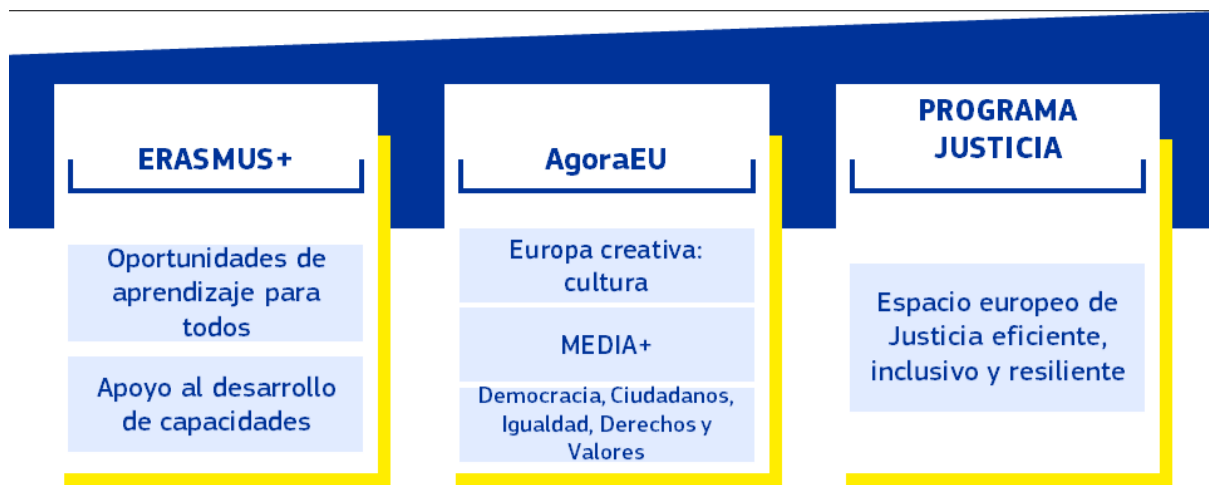 ERASMUS+
Oportunidades de
aprendizaje para
todos
Apoyo al desarrollo
de capacidades
AgoraEU
Europa creativa:
cultura
MEDIA+
Democracia, Ciudadanos,
Igualdad, Derechos y
Valores
PROGRAMA
JUSTICIA
Espacio europeo de
Justicia eficiente,
inclusivo y resiliente